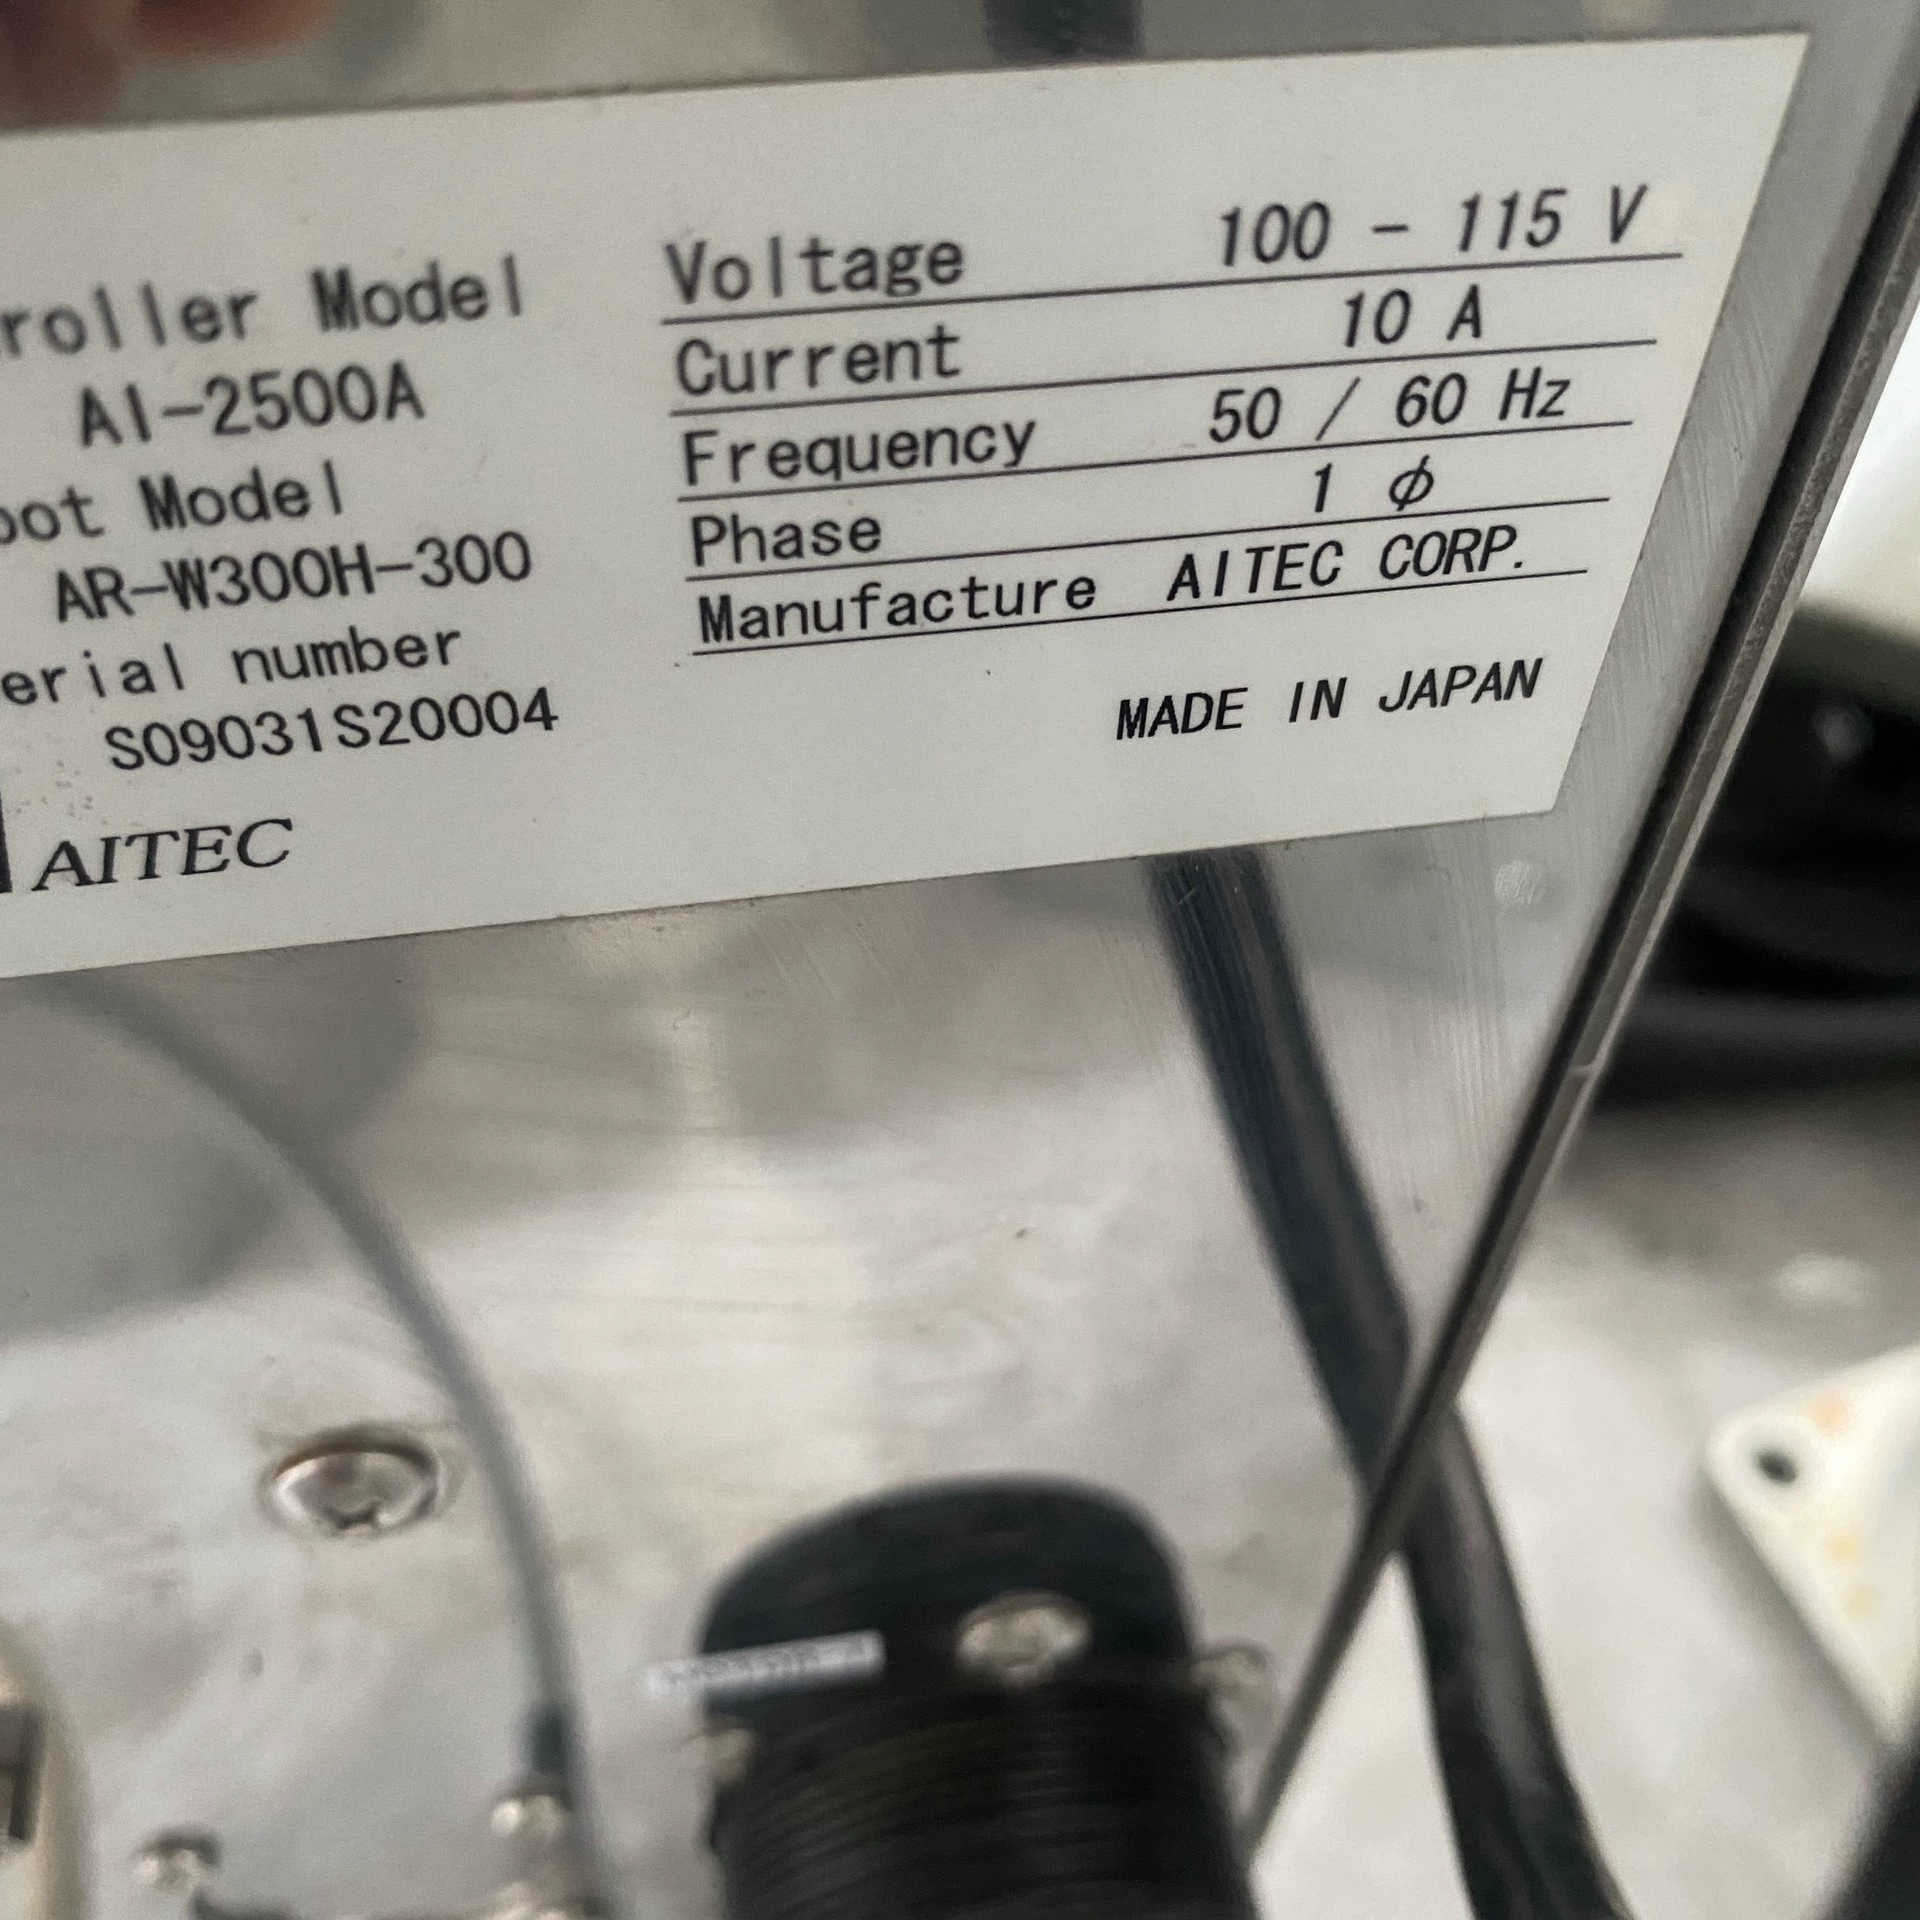 roller Model
AI-2500A
oot Model
AR-W300H-300
erial number
S09031S20004
AITEC
Voltage 100 - 115 V
Current 10 A
Frequency 50 / 60 Hz
Phase 1 φ
Manufacture AITEC CORP.
MADE IN JAPAN